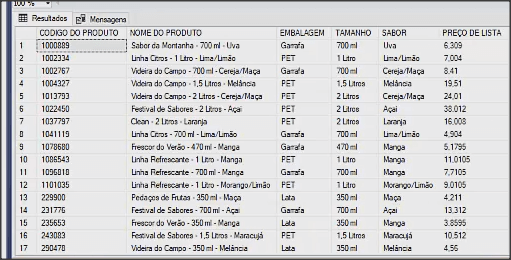 100 %
Resultados Mensagens
CODIGO DO PRODUTO NOME DO PRODUTO EMBALAGEM TAMANHO SABOR PREÇO DE LISTA
1 1000889 Sabor da Montanha - 700 ml - Uva Garrafa 700 ml Uva 6,309
2 1002334 Linha Citros - 1 Litro - Lima/Limão PET 1 Litro Lima/Limão 7,004
3 1002767 Videira do Campo - 700 ml - Cereja/Maça Garrafa 700 ml Cereja/Maça 8,41
4 1004327 Videira do Campo - 1,5 Litros - Melância PET 1,5 Litros Melância 19,51
5 1013793 Videira do Campo - 2 Litros - Cereja/Maça PET 2 Litros Cereja/Maça 24,01
6 1022450 Festival de Sabores - 2 Litros - Açai PET 2 Litros Açai 38,012
7 1037797 Clean - 2 Litros - Laranja PET 2 Litros Laranja 16,008
8 1041119 Linha Citros - 700 ml - Lima/Limão Garrafa 700 ml Lima/Limão 4,904
9 1078680 Frescor do Verão - 470 ml - Manga Garrafa 470 ml Manga 5,1795
10 1086543 Linha Refrescante - 1 Litro - Manga PET 1 Litro Manga 11,0105
11 1096818 Linha Refrescante - 700 ml - Manga Garrafa 700 ml Manga 7,7105
12 1101035 Linha Refrescante - 1 Litro - Morango/Limão PET 1 Litro Morango/Limão 9,0105
13 229900 Pedaços de Frutas - 350 ml - Maça Lata 350 ml Maça 4,211
14 231776 Festival de Sabores - 700 ml - Açai Garrafa 700 ml Açai 13,312
15 235653 Frescor do Verão - 350 ml - Manga Lata 350 ml Manga 3,8595
16 243083 Festival de Sabores - 1,5 Litros - Maracujá PET 1,5 Litros Maracujá 10,512
17 290478 Videira do Campo - 350 ml - Melância Lata 350 ml Melância 4,56